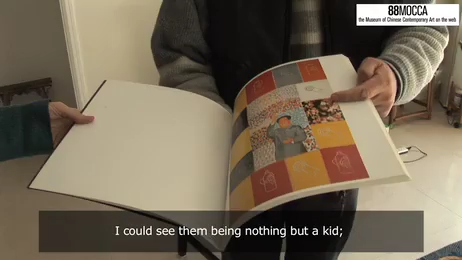 88MOCCA
the Museum of Chinese Contemporary Art on the web
I could see them being nothing but a kid;